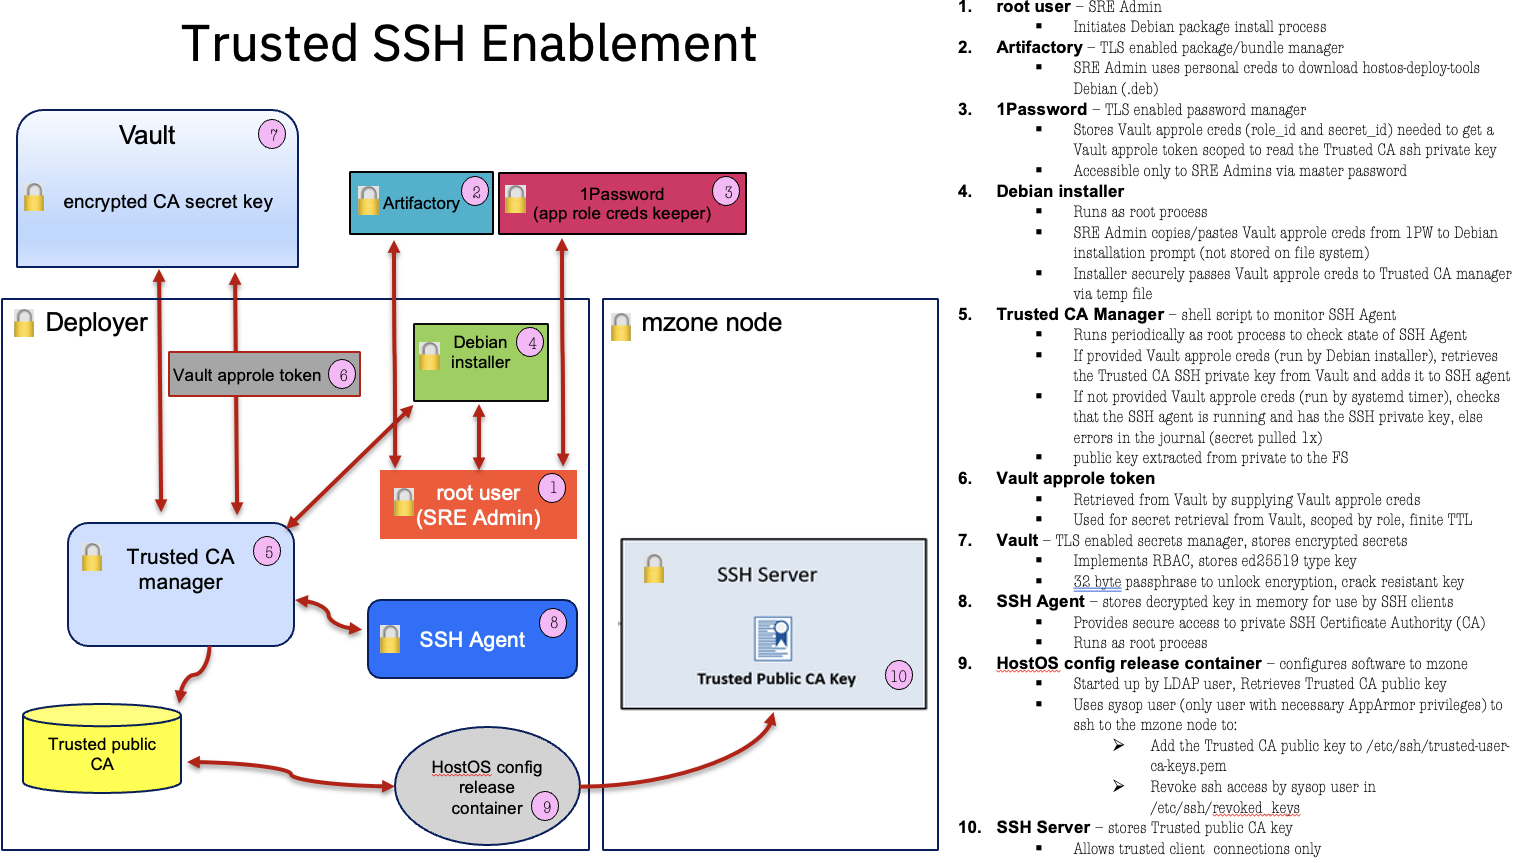 Trusted SSH Enablement
Vault
7
encrypted CA secret key
Artifactory
2
1Password
(app role creds keeper)
3
Deployer
mzone node
Debian
installer
4
Vault approle token
6
root user
(SRE Admin)
1
Trusted CA
manager
5
SSH Agent
8
SSH Server
Trusted Public CA Key
10
Trusted public
CA
HostOS config
release
container
9
1. root user – SRE Admin
▪ Initiates Debian package install process
2. Artifactory – TLS enabled package/bundle manager
▪ SRE Admin uses personal creds to download hostos-deploy-tools
Debian (.deb)
3. 1Password – TLS enabled password manager
▪ Stores Vault approle creds (role_id and secret_id) needed to get a
Vault approle token scoped to read the Trusted CA ssh private key
▪ Accessible only to SRE Admins via master password
4. Debian installer
▪ Runs as root process
▪ SRE Admin copies/pastes Vault approle creds from 1PW to Debian
installation prompt (not stored on file system)
▪ Installer securely passes Vault approle creds to Trusted CA manager
via temp file
5. Trusted CA Manager – shell script to monitor SSH Agent
▪ Runs periodically as root process to check state of SSH Agent
▪ If provided Vault approle creds (run by Debian installer), retrieves
the Trusted CA SSH private key from Vault and adds it to SSH agent
▪ If not provided Vault approle creds (run by systemd timer), checks
that the SSH agent is running and has the SSH private key, else
errors in the journal (secret pulled 1x)
▪ public key extracted from private to the FS
6. Vault approle token
▪ Retrieved from Vault by supplying Vault approle creds
▪ Used for secret retrieval from Vault, scoped by role, finite TTL
7. Vault – TLS enabled secrets manager, stores encrypted secrets
▪ Implements RBAC, stores ed25519 type key
▪ 32 byte passphrase to unlock encryption, crack resistant key
8. SSH Agent – stores decrypted key in memory for use by SSH clients
▪ Provides secure access to private SSH Certificate Authority (CA)
▪ Runs as root process
9. HostOS config release container – configures software to mzone
▪ Started up by LDAP user, Retrieves Trusted CA public key
▪ Uses sysop user (only user with necessary AppArmor privileges) to
ssh to the mzone node to:
➢ Add the Trusted CA public key to /etc/ssh/trusted-user-
ca-keys.pem
➢ Revoke ssh access by sysop user in
/etc/ssh/revoked_keys
10. SSH Server – stores Trusted public CA key
▪ Allows trusted client connections only